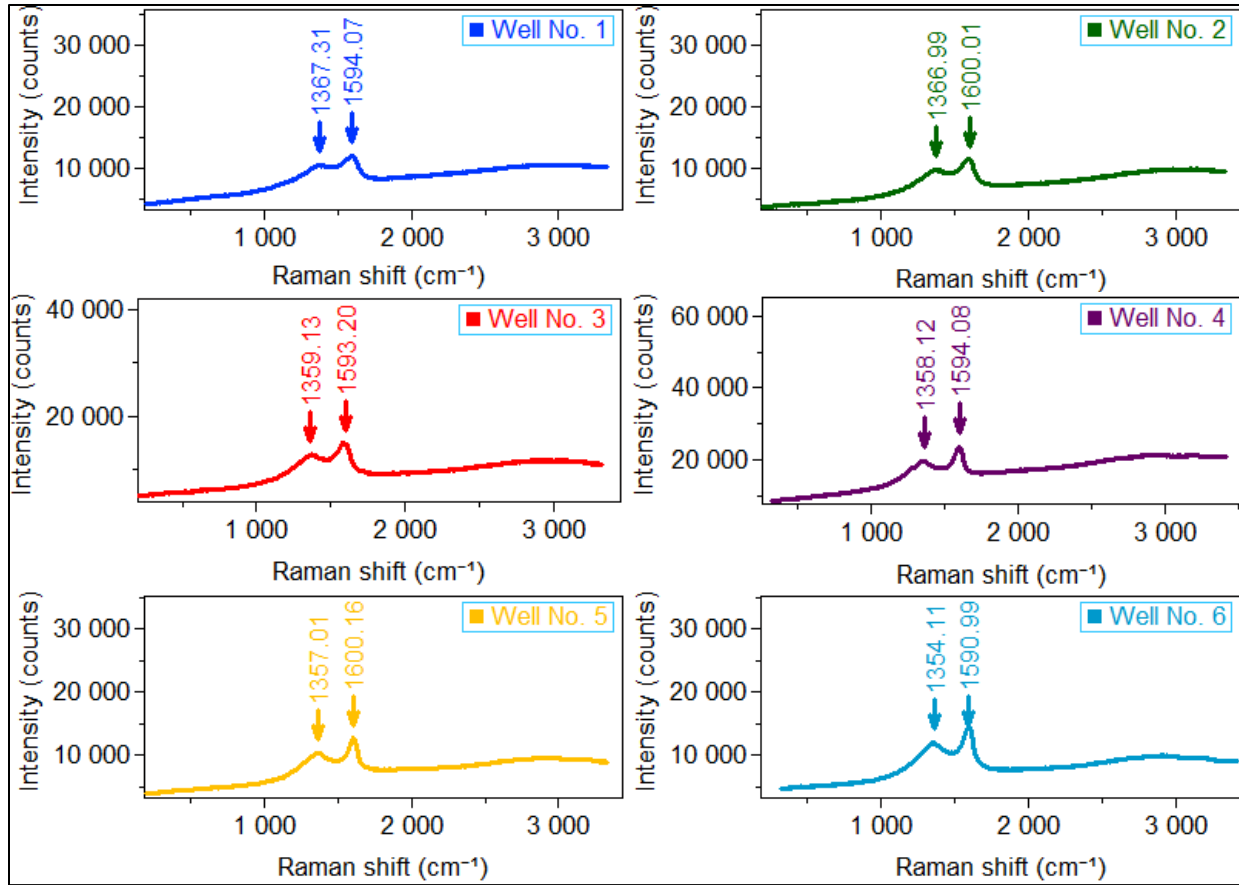 Intensity (counts)
30 000
20 000
10 000
1367.31
1594.07
Well No. 1
1 000
2 000
3 000
Raman shift (cm⁻¹)
Intensity (counts)
30 000
20 000
10 000
1366.99
1600.01
Well No. 2
1 000
2 000
3 000
Raman shift (cm⁻¹)
Intensity (counts)
40 000
20 000
1359.13
1593.20
Well No. 3
1 000
2 000
3 000
Raman shift (cm⁻¹)
Intensity (counts)
60 000
40 000
20 000
1358.12
1594.08
Well No. 4
1 000
2 000
3 000
Raman shift (cm⁻¹)
Intensity (counts)
30 000
20 000
10 000
1357.01
1600.16
Well No. 5
1 000
2 000
3 000
Raman shift (cm⁻¹)
Intensity (counts)
30 000
20 000
10 000
1354.11
1590.99
Well No. 6
1 000
2 000
3 000
Raman shift (cm⁻¹)